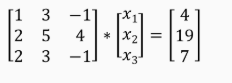 [1 3 -1] [x₁] [4]
[2 5 4] * [x₂] = [19]
[2 3 -1] [x₃] [7]